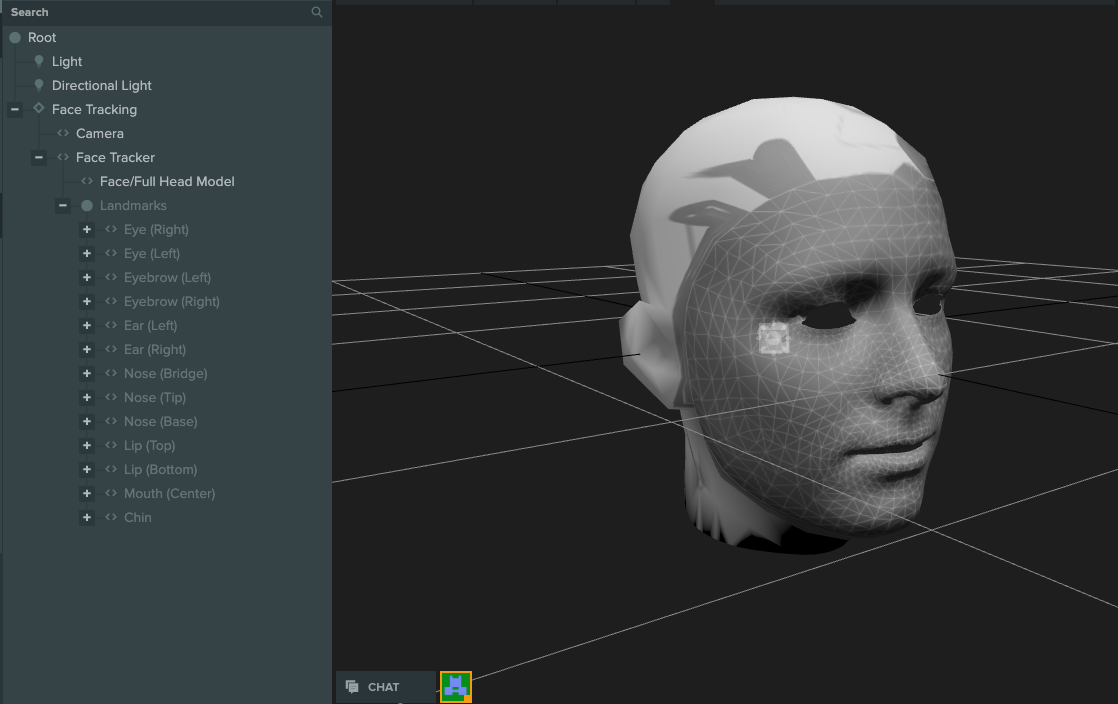 Search
Root
Light
Directional Light
Face Tracking
Camera
Face Tracker
Face/Full Head Model
Landmarks
Eye (Right)
Eye (Left)
Eyebrow (Left)
Eyebrow (Right)
Ear (Left)
Ear (Right)
Nose (Bridge)
Nose (Tip)
Nose (Base)
Lip (Top)
Lip (Bottom)
Mouth (Center)
Chin
CHAT